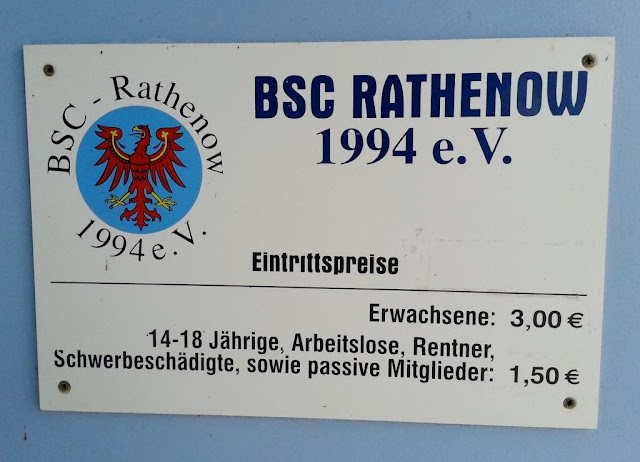 BSC - Rathenow
1994 e.V.
BSC RATHENOW
1994 e.V.
Eintrittspreise
Erwachsene: 3,00 €
14-18 Jährige, Arbeitslose, Rentner,
Schwerbeschädigte, sowie passive Mitglieder: 1,50 €